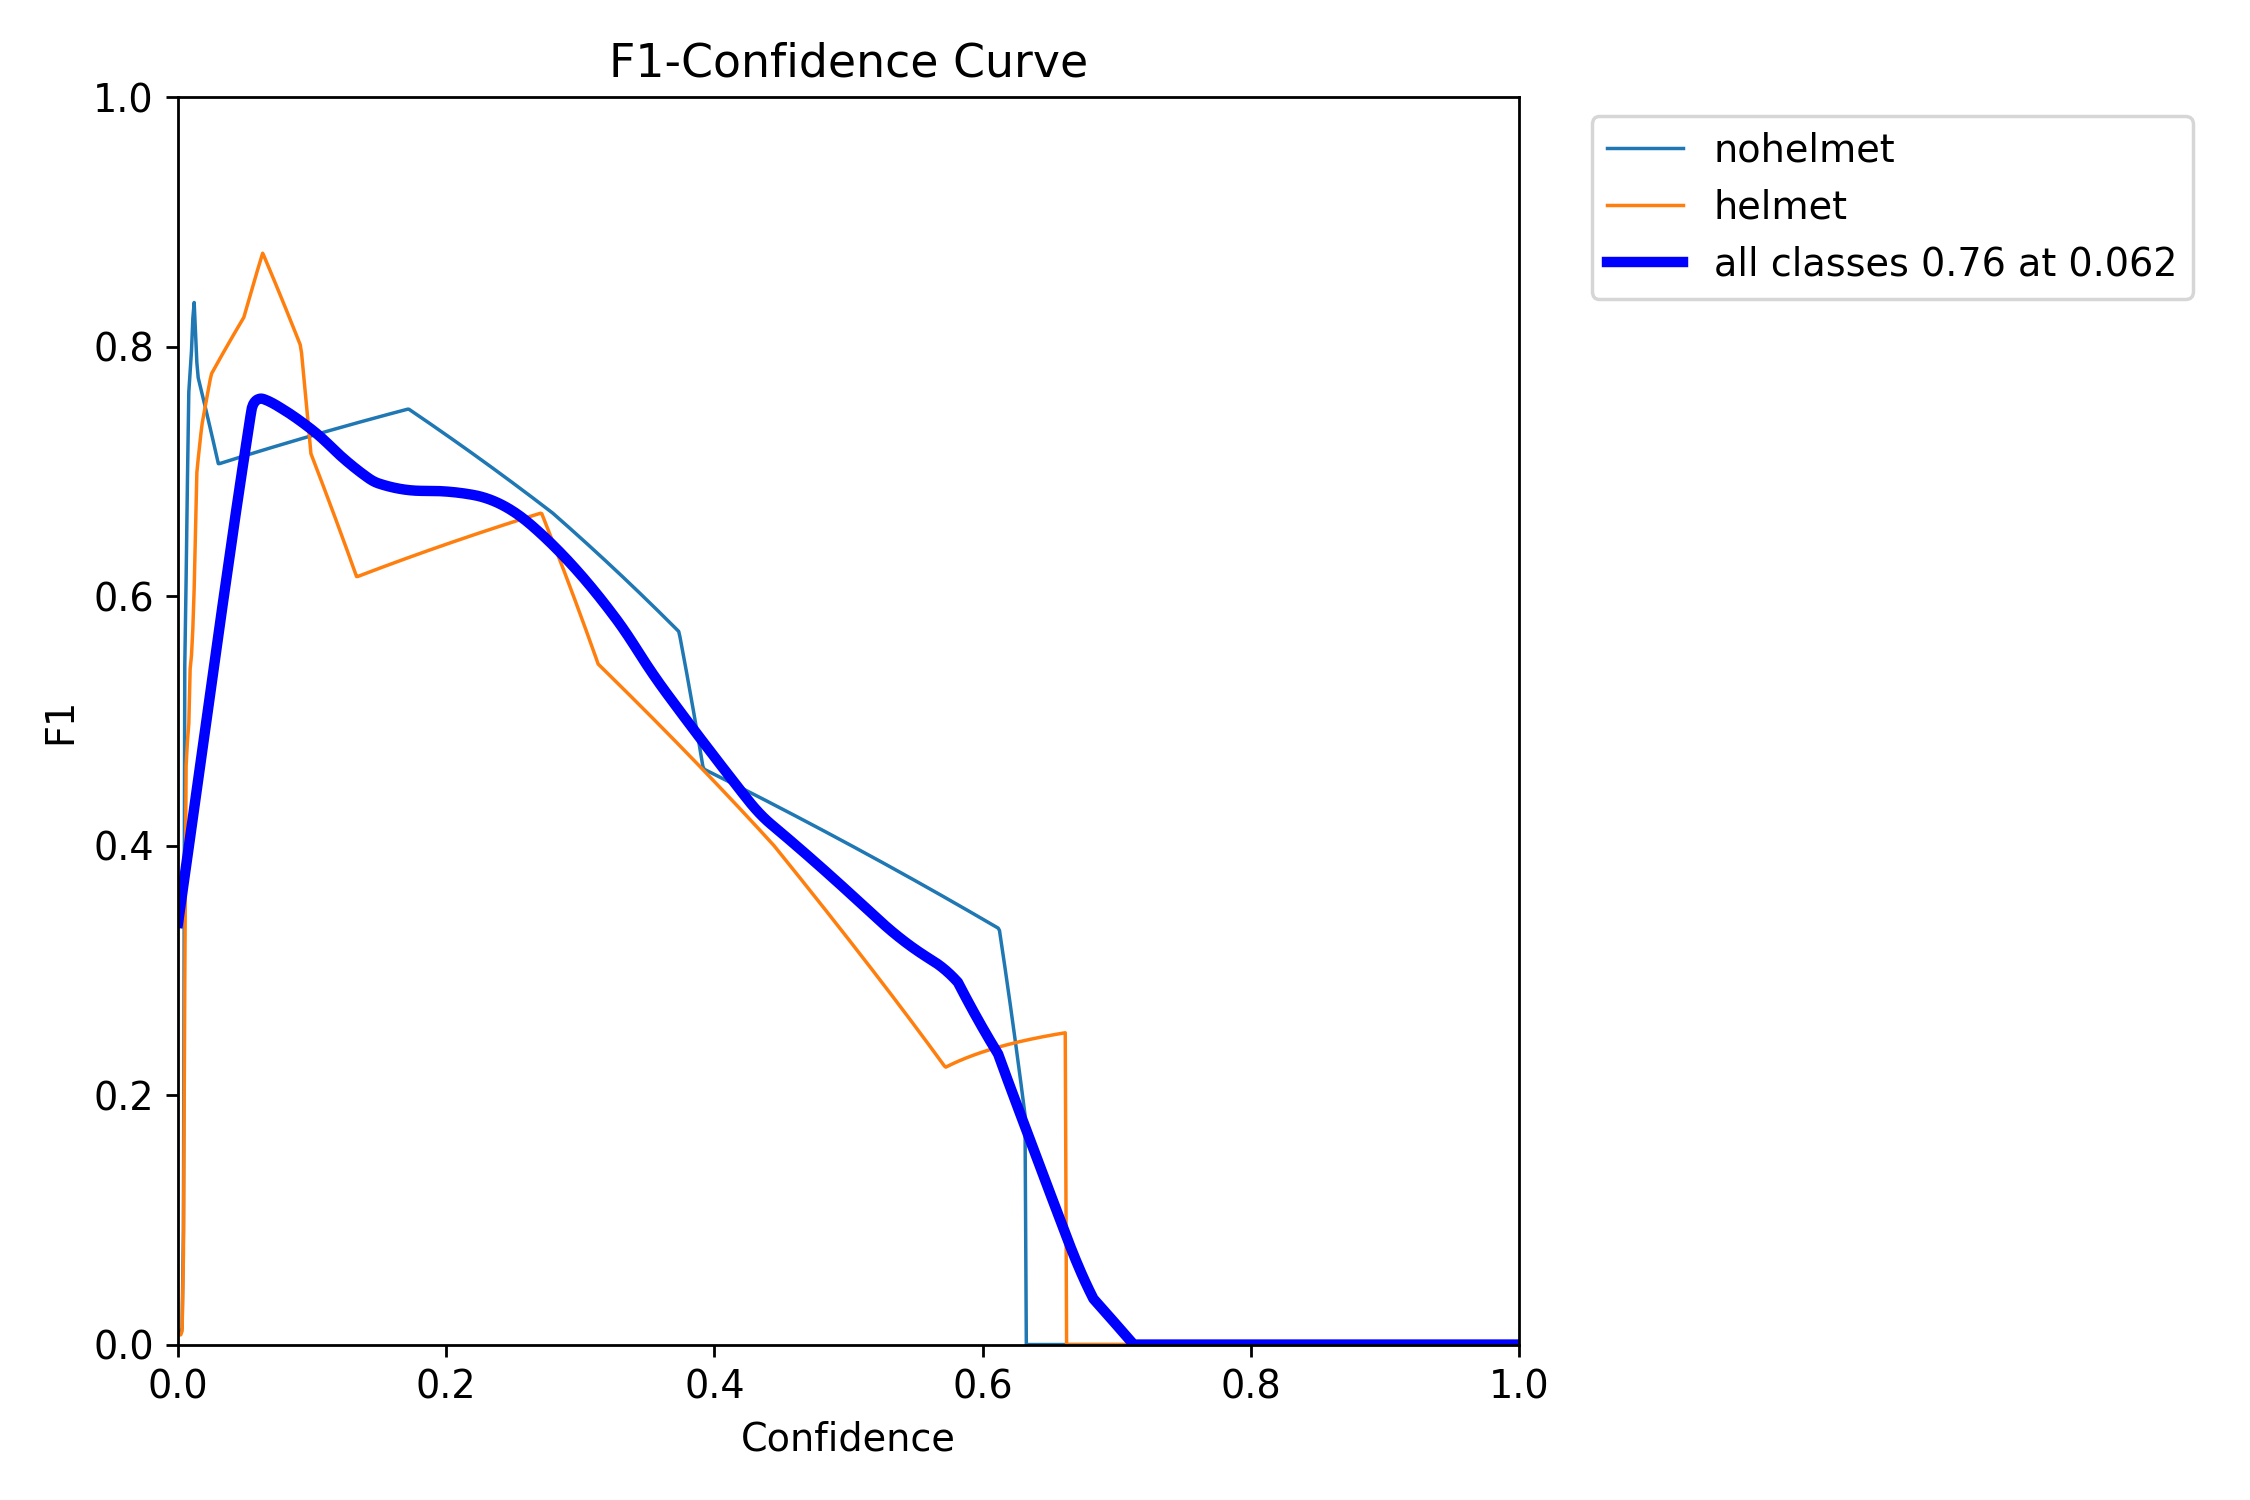 F1-Confidence Curve
1.0
0.8
0.6
0.4
0.2
0.0
F1
0.0 0.2 0.4 0.6 0.8 1.0
Confidence
nohelmet
helmet
all classes 0.76 at 0.062